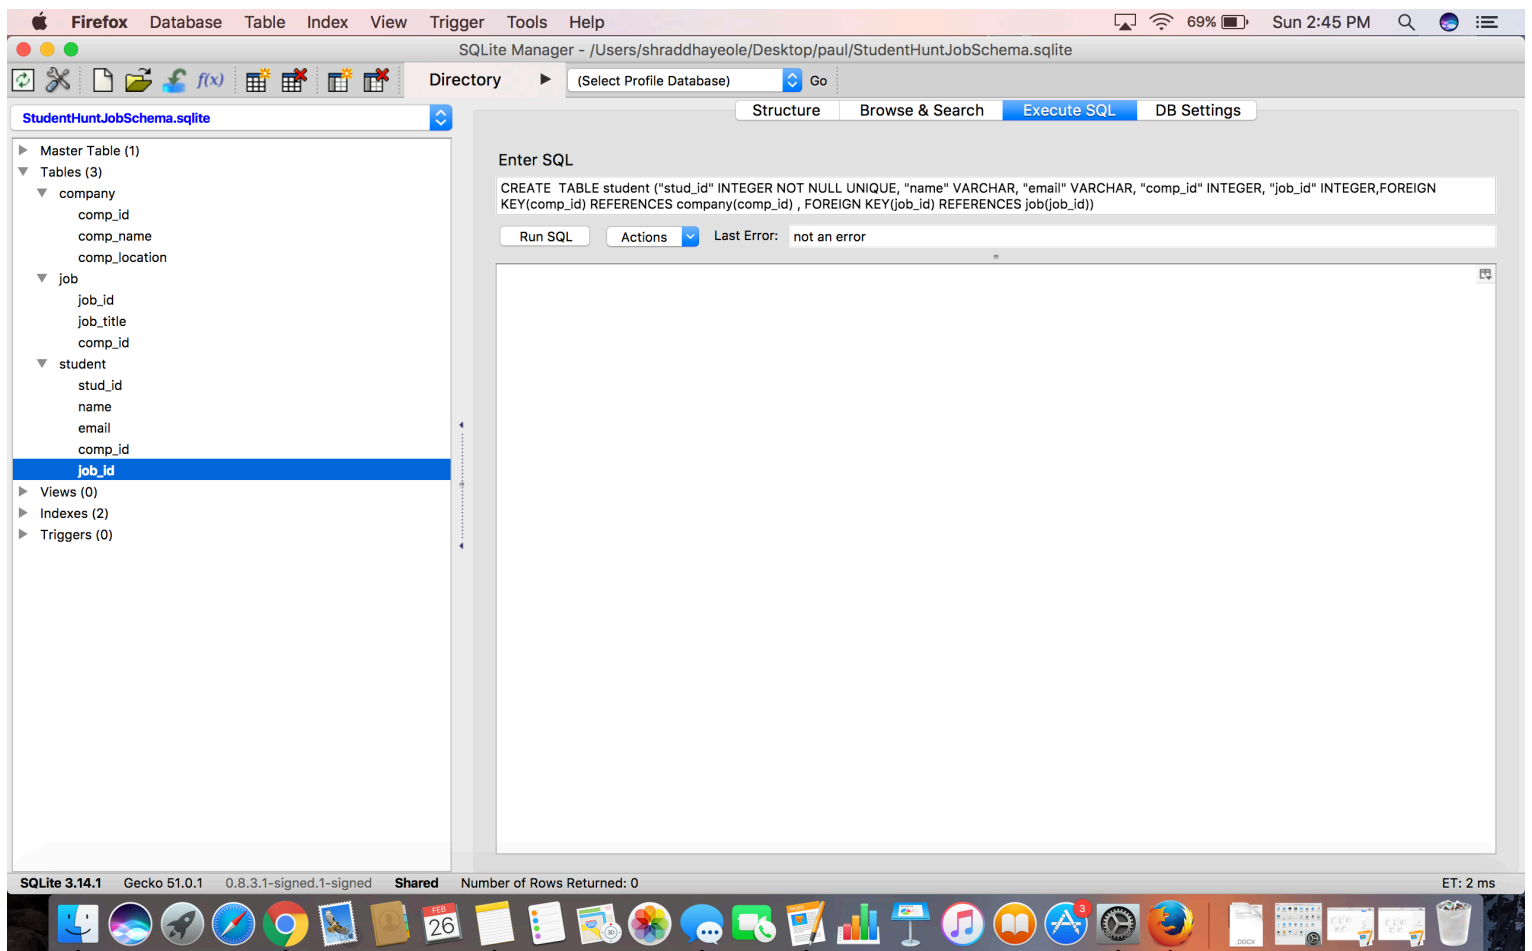 Firefox Database Table Index View Trigger Tools Help 69% Sun 2:45 PM
SQLite Manager - /Users/shraddhayeole/Desktop/paul/StudentHuntJobSchema.sqlite
f(x) Directory (Select Profile Database) Go
StudentHuntJobSchema.sqlite
Structure Browse & Search Execute SQL DB Settings
Master Table (1)
Tables (3)
company
comp_id
comp_name
comp_location
job
job_id
job_title
comp_id
student
stud_id
name
email
comp_id
job_id
Views (0)
Indexes (2)
Triggers (0)
Enter SQL
CREATE TABLE student ("stud_id" INTEGER NOT NULL UNIQUE, "name" VARCHAR, "email" VARCHAR, "comp_id" INTEGER, "job_id" INTEGER,FOREIGN
KEY(comp_id) REFERENCES company(comp_id) , FOREIGN KEY(job_id) REFERENCES job(job_id))
Run SQL Actions Last Error: not an error
SQLite 3.14.1 Gecko 51.0.1 0.8.3.1-signed.1-signed Shared Number of Rows Returned: 0 ET: 2 ms
FEB
26
3D
3
.DOCX